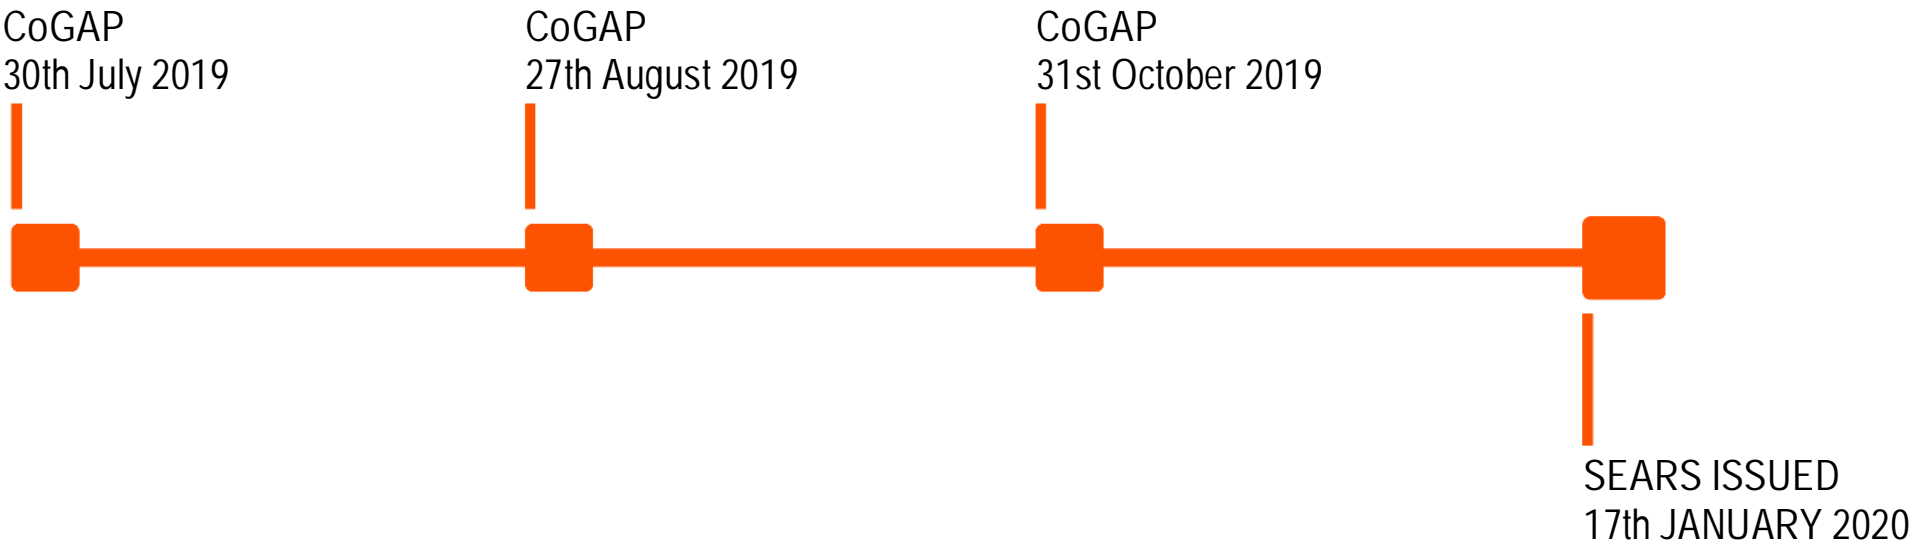 CoGAP
30th July 2019
CoGAP
27th August 2019
CoGAP
31st October 2019
SEARS ISSUED
17th JANUARY 2020